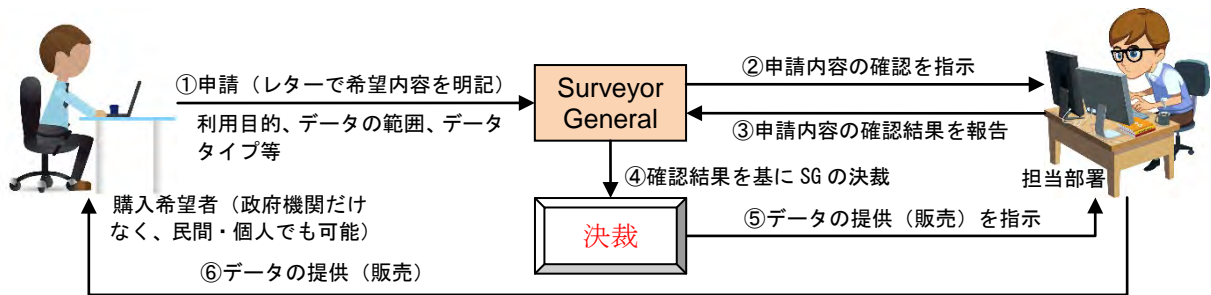 ①申請（レターで希望内容を明記）
利用目的、データの範囲、データ
タイプ等
Surveyor
General
②申請内容の確認を指示
③申請内容の確認結果を報告
④確認結果を基に SG の決裁
担当部署
購入希望者（政府機関だけ
なく、民間・個人でも可能）
決裁
⑤データの提供（販売）を指示
⑥データの提供（販売）